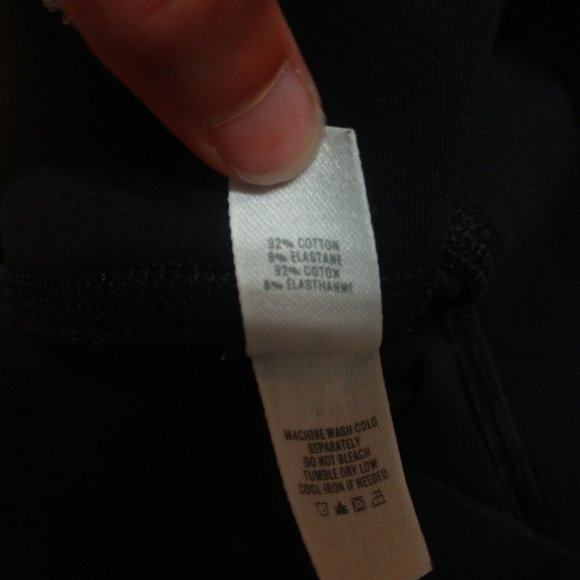 92% COTTON
8% ELASTANE
92% COTON
8% ÉLASTHANNE
MACHINE WASH COLD
SEPARATELY
DO NOT BLEACH
TUMBLE DRY LOW
COOL IRON IF NEEDED.